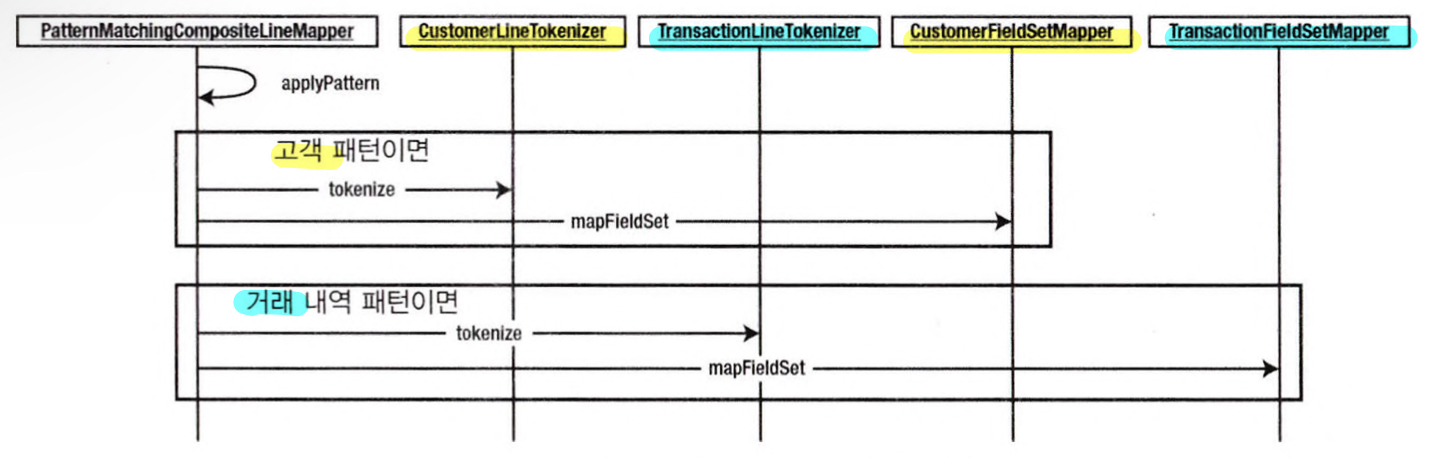 PatternMatchingCompositeLineMapper
CustomerLineTokenizer
TransactionLineTokenizer
CustomerFieldSetMapper
TransactionFieldSetMapper
applyPattern
고객 패턴이면
tokenize
mapFieldSet
거래 내역 패턴이면
tokenize
mapFieldSet